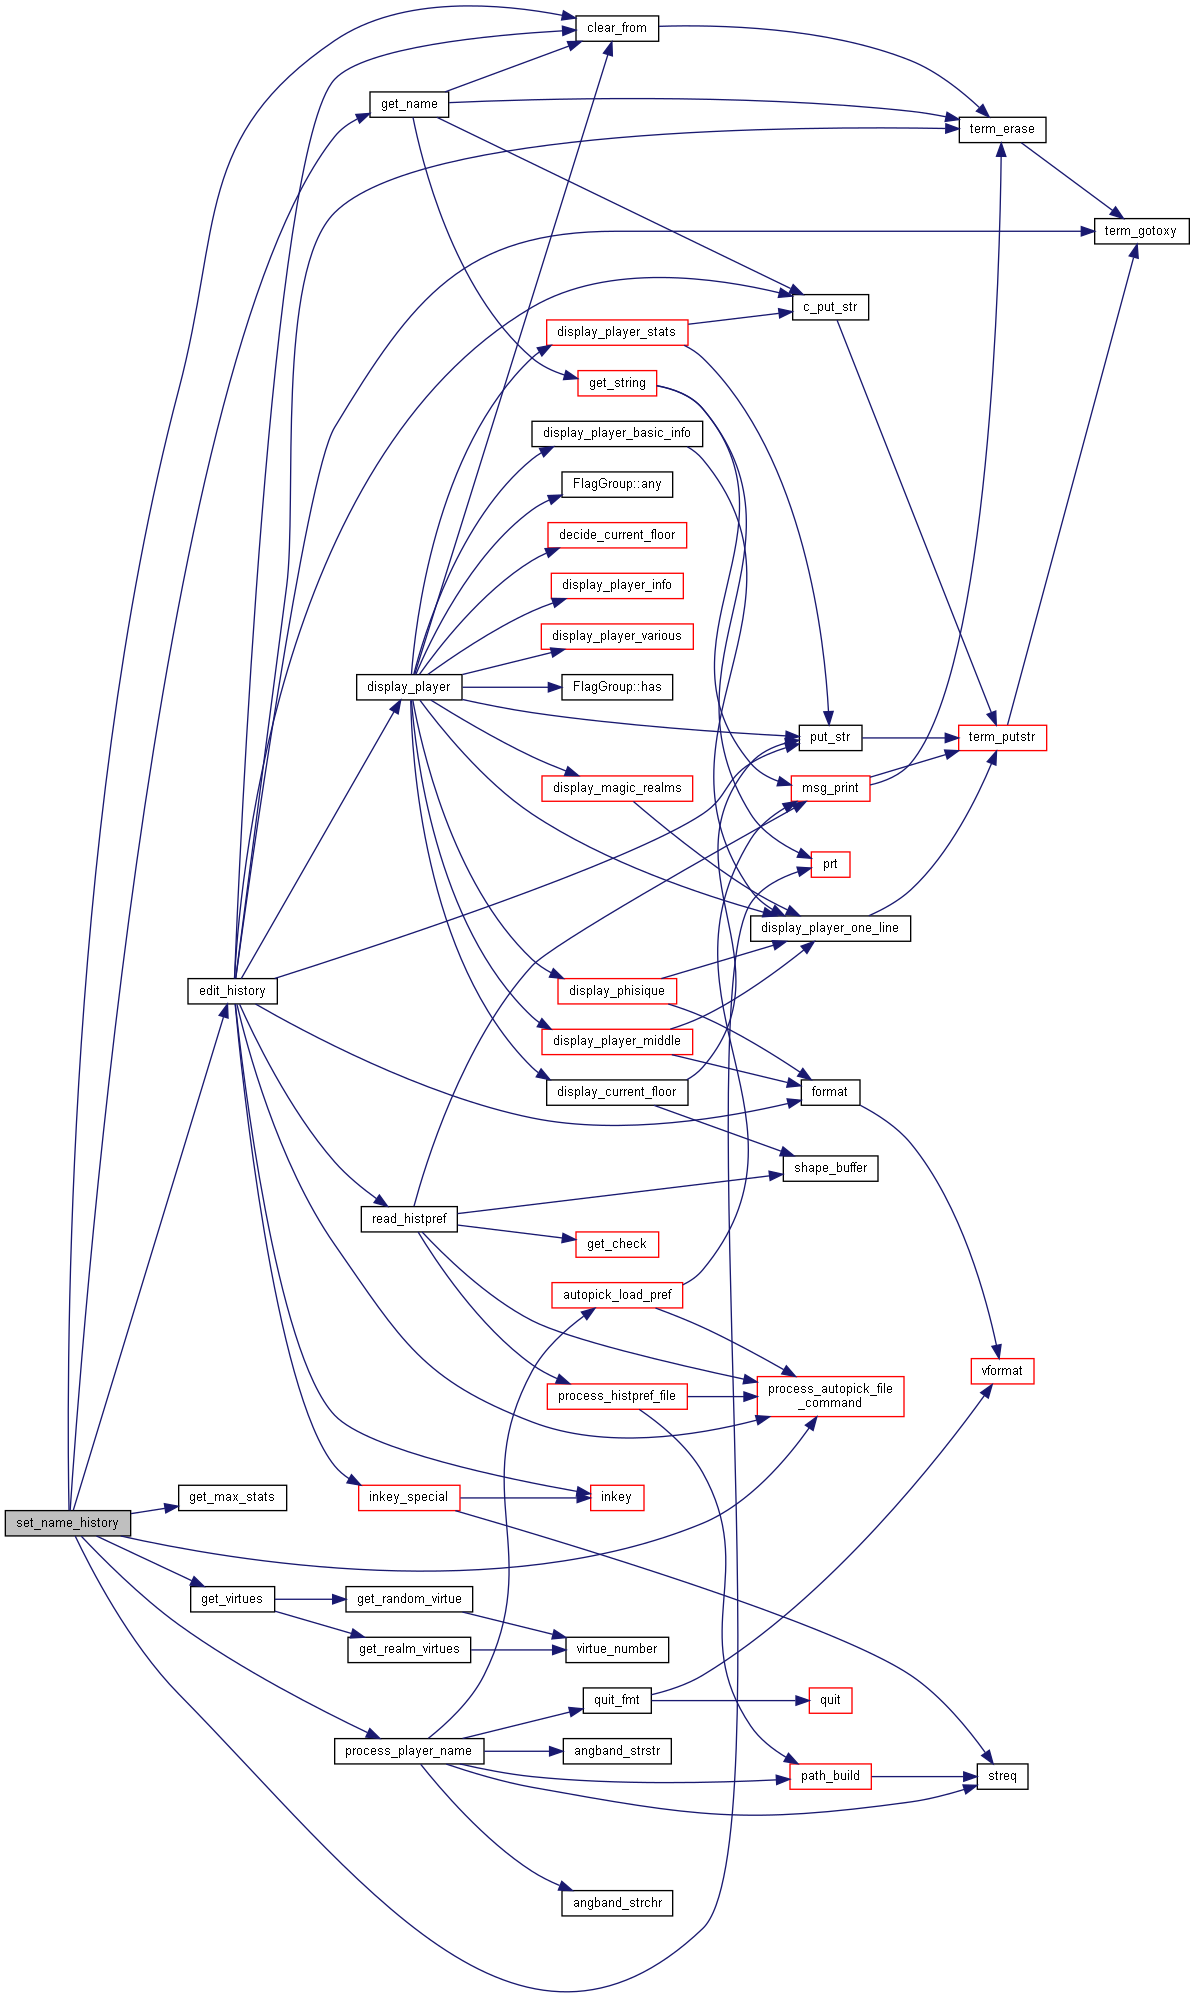 clear_from
get_name
term_erase
term_gotoxy
c_put_str
display_player_stats
get_string
display_player_basic_info
FlagGroup::any
decide_current_floor
display_player_info
display_player_various
display_player
FlagGroup::has
put_str
term_putstr
display_magic_realms
msg_print
prt
display_player_one_line
edit_history
display_phisique
display_player_middle
display_current_floor
format
shape_buffer
read_histpref
get_check
autopick_load_pref
vformat
process_histpref_file
process_autopick_file
_command
get_max_stats
inkey_special
inkey
set_name_history
get_virtues
get_random_virtue
get_realm_virtues
virtue_number
quit_fmt
quit
process_player_name
angband_strstr
path_build
streq
angband_strchr